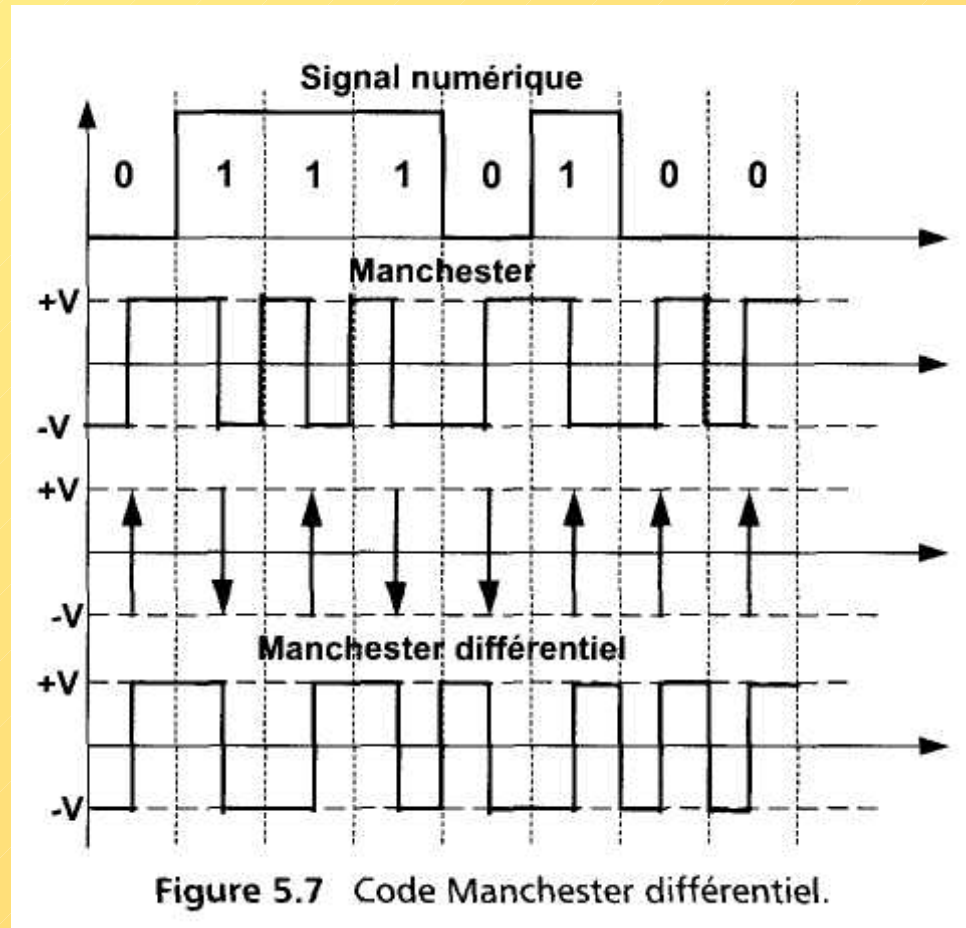 Signal numérique
0 1 1 1 0 1 0 0
Manchester
+V
-V
+V
-V
Manchester différentiel
+V
-V
Figure 5.7 Code Manchester différentiel.